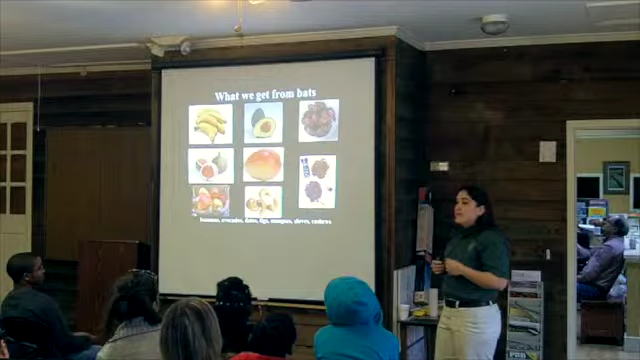 What we get from bats
bananas, avocados, dates, figs, mangoes, cloves, cashews